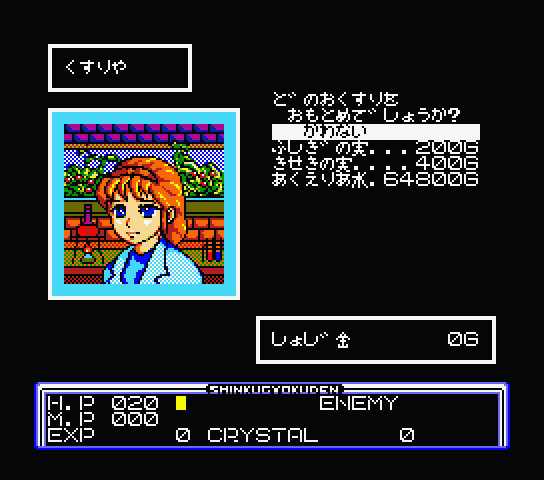 くすりや
どのおくすりを
おもとめでしょうか?
かわない
ふしぎの実...200G
きせきの実....400G
あくえりあ水.64800G
しょじ金 0G
SHINKUGYOKUDEN
H.P 020 ENEMY
M.P 000
EXP 0 CRYSTAL 0